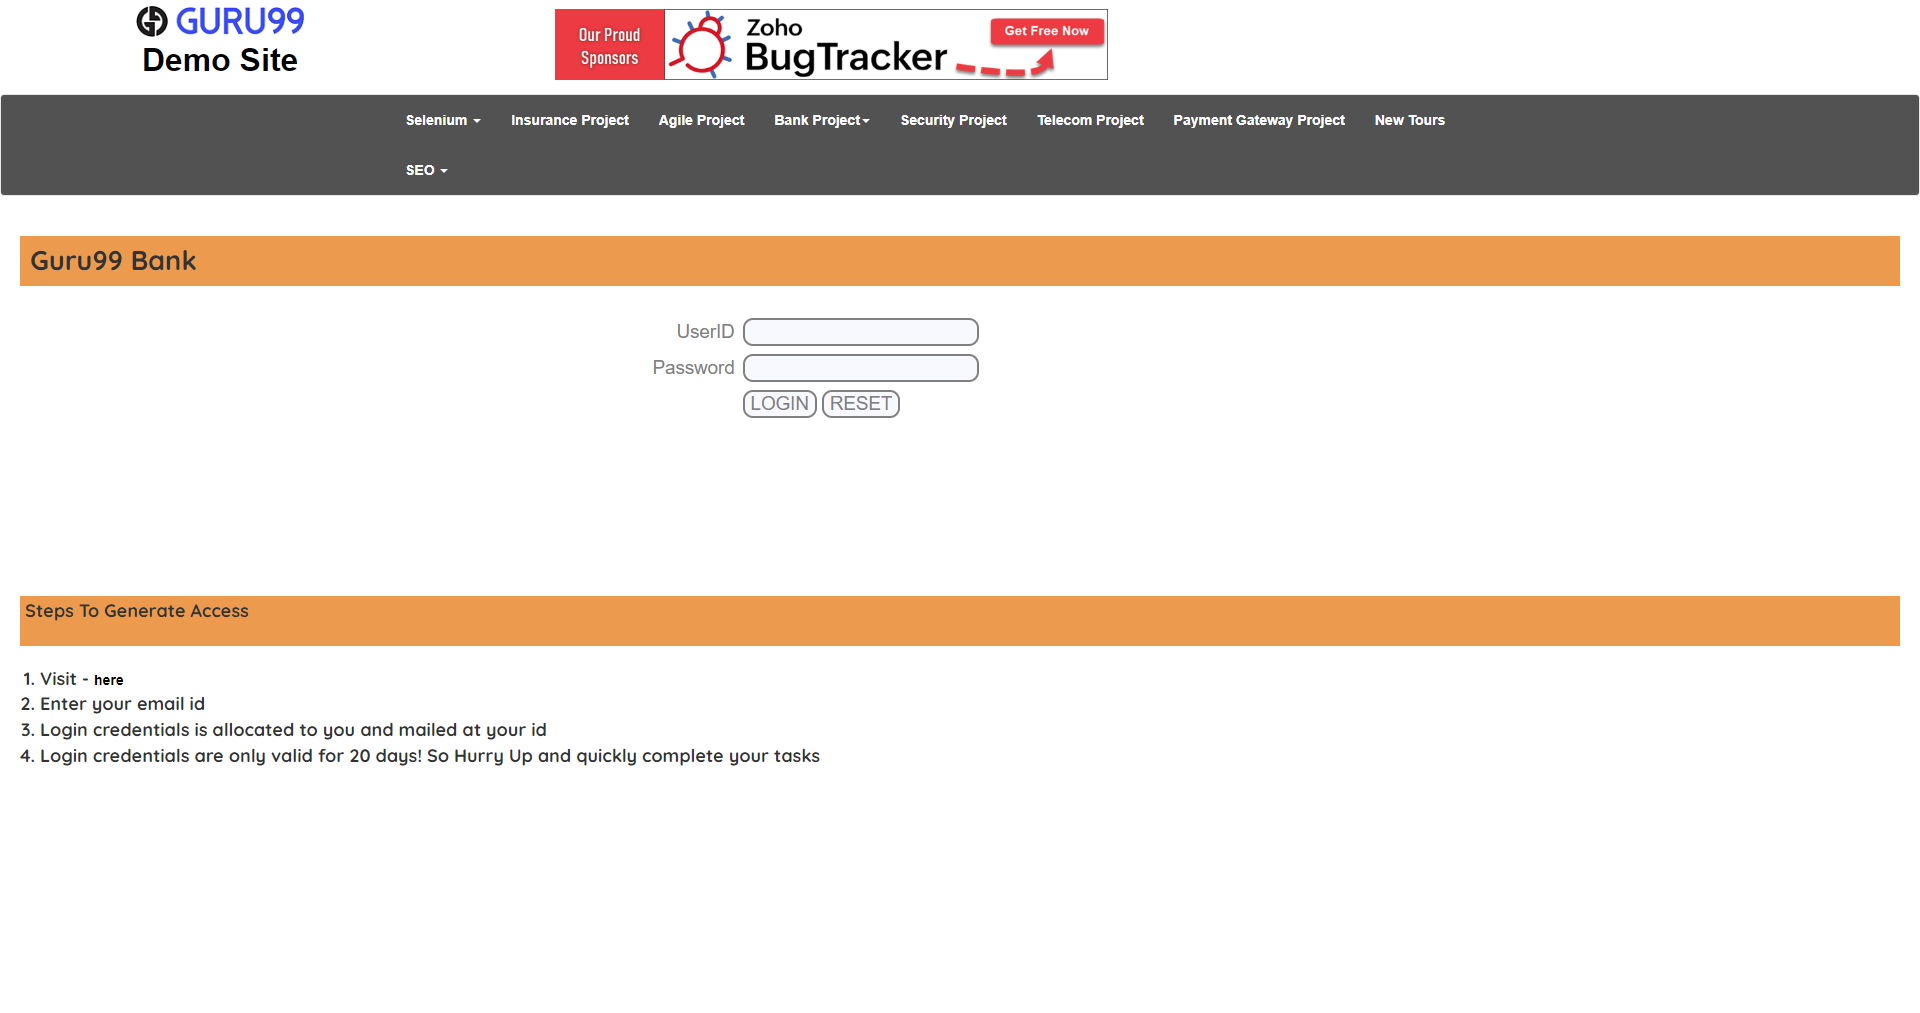 GURU99
Demo Site
Our Proud
Sponsors
Zoho
BugTracker
Get Free Now
Selenium
Insurance Project
Agile Project
Bank Project
Security Project
Telecom Project
Payment Gateway Project
New Tours
SEO
Guru99 Bank
UserID
Password
LOGIN RESET
Steps To Generate Access
1. Visit - here
2. Enter your email id
3. Login credentials is allocated to you and mailed at your id
4. Login credentials are only valid for 20 days! So Hurry Up and quickly complete your tasks